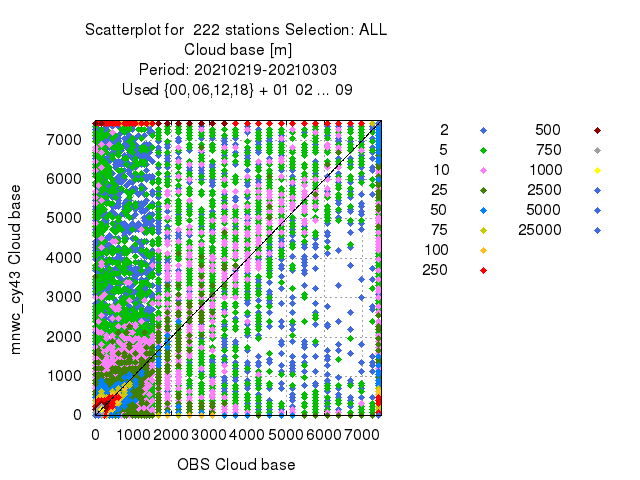 Scatterplot for 222 stations Selection: ALL
Cloud base [m]
Period: 20210219-20210303
Used {00,06,12,18} + 01 02 ... 09
mnwc_cy43 Cloud base
7000
6000
5000
4000
3000
2000
1000
0
0 1000 2000 3000 4000 5000 6000 7000
OBS Cloud base
2 500
5 750
10 1000
25 2500
50 5000
75 25000
100
250